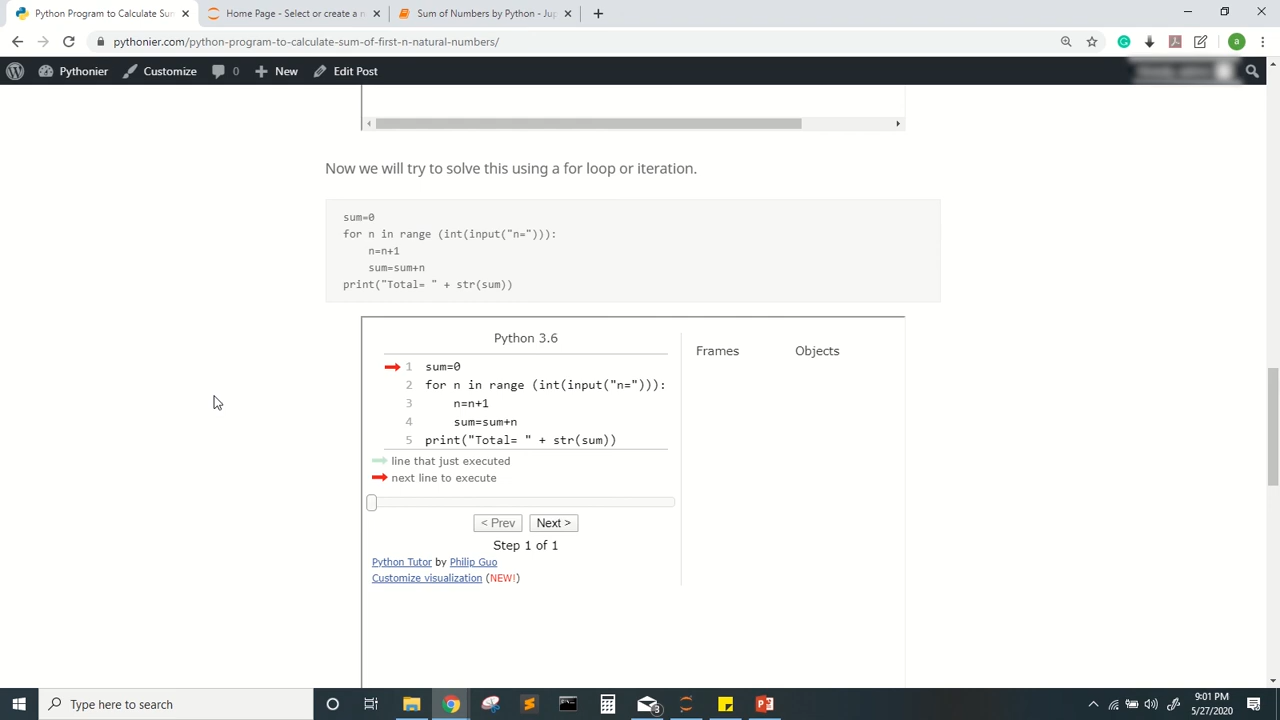 Python Program to Calculate Sum
Home Page - Select or create a n
Sum of Numbers by Python - Jup
pythonier.com/python-program-to-calculate-sum-of-first-n-natural-numbers/
a
Pythonier
Customize
0
New
Edit Post
Now we will try to solve this using a for loop or iteration.
sum=0
for n in range (int(input("n="))):
    n=n+1
    sum=sum+n
print("Total= " + str(sum))
Python 3.6
Frames
Objects
1 sum=0
2 for n in range (int(input("n="))):
3     n=n+1
4     sum=sum+n
5 print("Total= " + str(sum))
line that just executed
next line to execute
< Prev
Next >
Step 1 of 1
Python Tutor by Philip Guo
Customize visualization (NEW!)
Type here to search
9:01 PM
5/27/2020